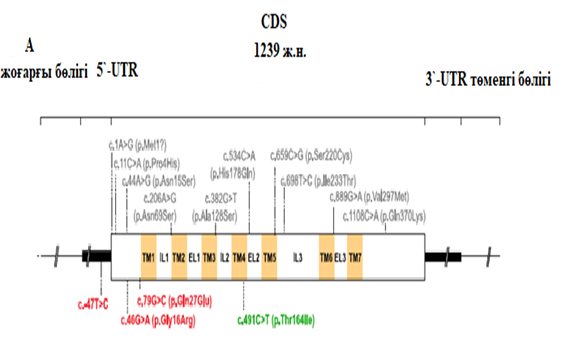 CDS
1239 ж.н.
А
жоғарғы бөлігі 5`-UTR
3`-UTR төменгі бөлігі
c.1A>G (p.Met1?)
c.11C>A (p.Pro4His)
c.44A>G (p.Asn15Ser)
c.206A>G
(p.Asn69Ser)
c.382G>T
(p.Ala128Ser)
c.534C>A
(p.His178Gln)
c.659C>G (p.Ser220Cys)
c.698T>C (p.Ile233Thr)
c.889G>A (p.Val297Met)
c.1108C>A (p.Gln370Lys)
TM1 IL1 TM2 EL1 TM3 IL2 TM4 EL2 TM5 IL3 TM6 EL3 TM7
c.-47T>C
c.79G>C (p.Gln27Glu)
c.46G>A (p.Gly16Arg)
c.491C>T (p.Thr164Ile)